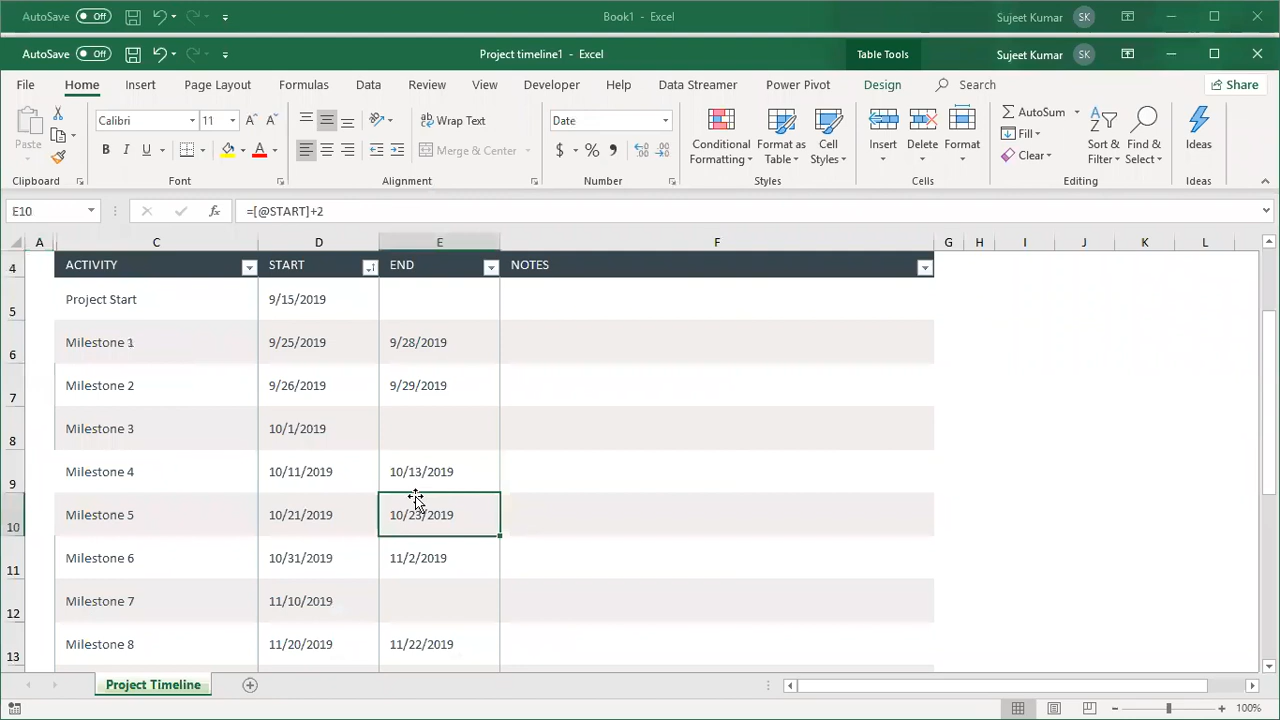 AutoSave Off Book1 - Excel Sujeet Kumar SK
AutoSave Off Project timeline1 - Excel Table Tools Sujeet Kumar SK
File Home Insert Page Layout Formulas Data Review View Developer Help Data Streamer Power Pivot Design Search Share
Calibri 11 Wrap Text Date AutoSum
Paste B I U A Merge & Center $ % Conditional Formatting Format as Table Cell Styles Insert Delete Format Fill Clear Sort & Filter Find & Select Ideas
Clipboard Font Alignment Number Styles Cells Editing Ideas
E10 fx =[@START]+2
A C D E F G H I J K L
4 ACTIVITY START END NOTES
5 Project Start 9/15/2019
6 Milestone 1 9/25/2019 9/28/2019
7 Milestone 2 9/26/2019 9/29/2019
8 Milestone 3 10/1/2019
9 Milestone 4 10/11/2019 10/13/2019
10 Milestone 5 10/21/2019 10/23/2019
11 Milestone 6 10/31/2019 11/2/2019
12 Milestone 7 11/10/2019
13 Milestone 8 11/20/2019 11/22/2019
Project Timeline
100%